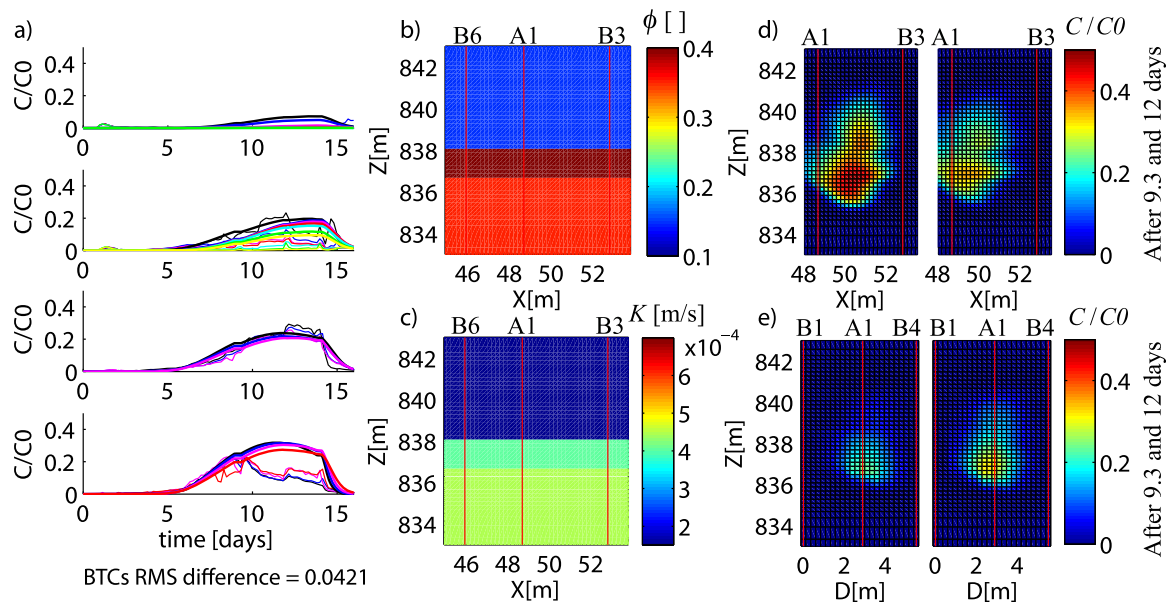 a)
C/C0
0.4
0.2
0
0 5 10 15
C/C0
0.4
0.2
0
0 5 10 15
C/C0
0.4
0.2
0
0 5 10 15
C/C0
0.4
0.2
0
0 5 10 15
time [days]
BTCs RMS difference = 0.0421
b)
B6 A1 B3
ϕ [ ]
842
840
838
836
834
Z[m]
46 48 50 52
X[m]
0.4
0.3
0.2
0.1
c)
B6 A1 B3
K [m/s]
x10⁻⁴
842
840
838
836
834
Z[m]
46 48 50 52
X[m]
6
5
4
3
2
d)
A1 B3 A1 B3
C/C0
842
840
838
836
834
Z[m]
48 50 52 48 50 52
X[m] X[m]
0.4
0.2
0
After 9.3 and 12 days
e)
B1 A1 B4 B1 A1 B4
C/C0
842
840
838
836
834
Z[m]
0 2 4 0 2 4
D[m] D[m]
0.4
0.2
0
After 9.3 and 12 days